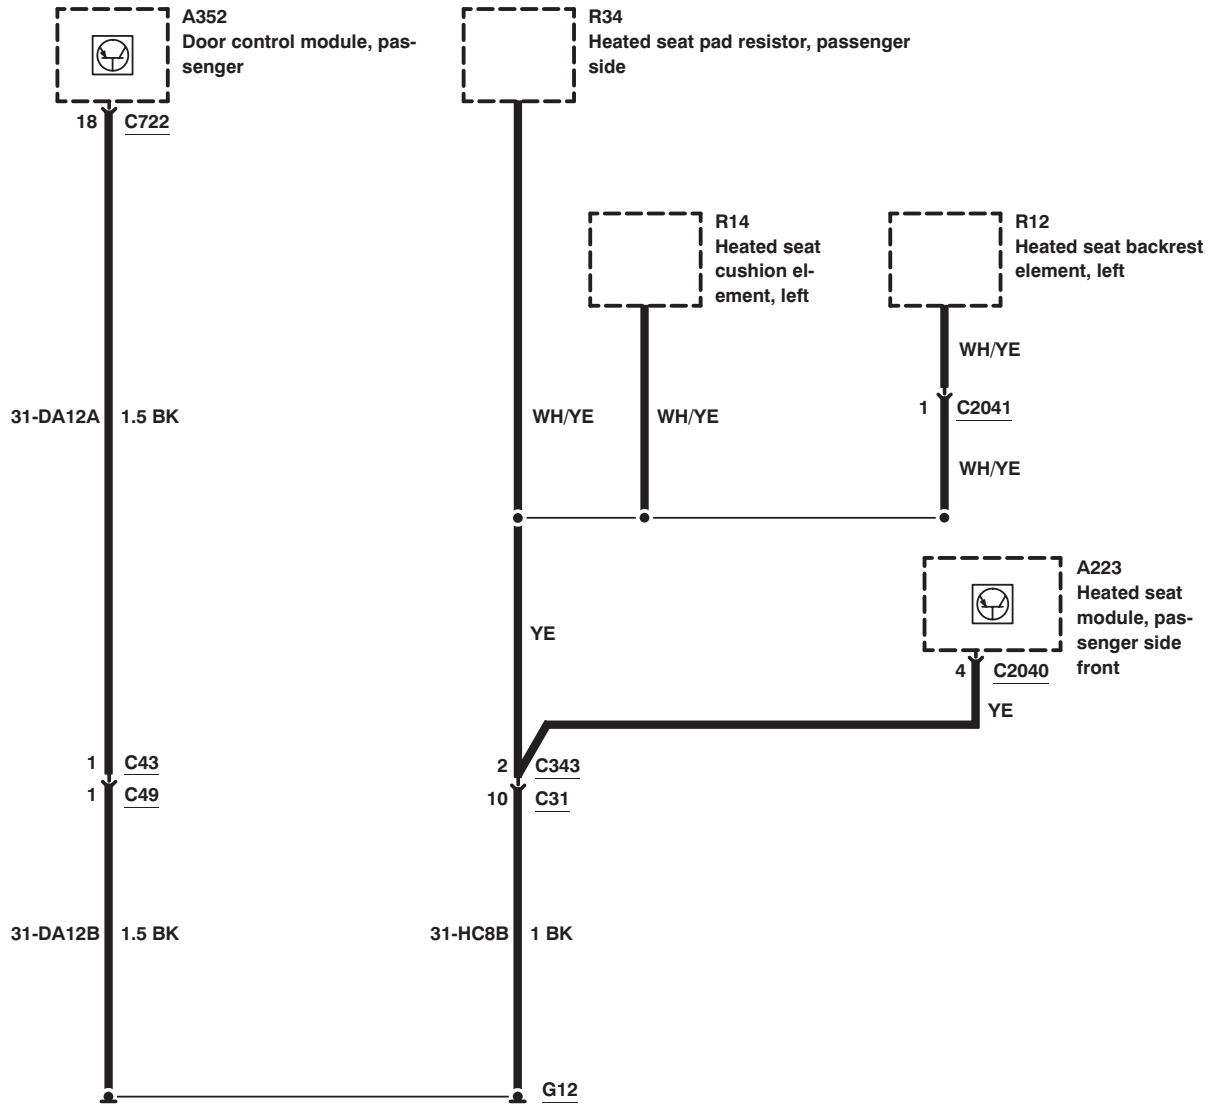 A352
Door control module, pas-
senger
18 C722
R34
Heated seat pad resistor, passenger
side
R14
Heated seat
cushion el-
ement, left
R12
Heated seat backrest
element, left
WH/YE
1 C2041
WH/YE
31-DA12A 1.5 BK
WH/YE
WH/YE
A223
Heated seat
module, pas-
senger side
front
4 C2040
YE
YE
1 C43
1 C49
2 C343
10 C31
31-DA12B 1.5 BK
31-HC8B 1 BK
G12